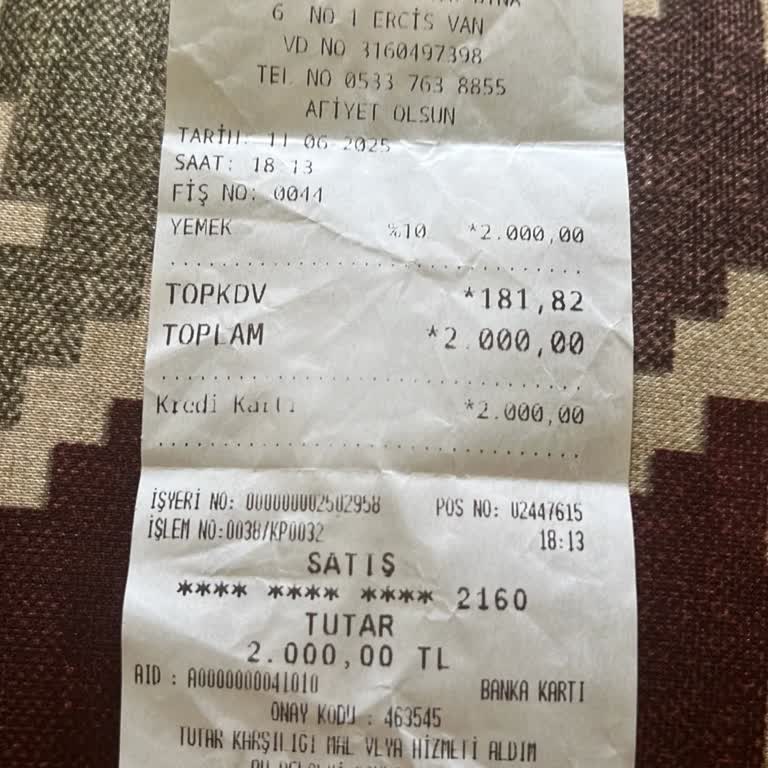 6 NO 1 ERCİS VAN
VD NO 3160497398
TEL NO 0533 763 8855
AFİYET OLSUN
TARİH: 11 06 2025
SAAT: 18 13
FİŞ NO: 0044
YEMEK %10 *2.000,00
TOPKDV *181,82
TOPLAM *2.000,00
Kredi Kartı *2.000,00
İŞYERİ NO: 000000002502958 POS NO: 02447615
İŞLEM NO:0038/KP0032 18:13
SATIŞ
**** **** **** 2160
TUTAR
2.000,00 TL
AID : A0000000041010 BANKA KARTI
ONAY KODU : 463545
TUTAR KARŞILIGI MAL VEYA HİZMETİ ALDIM